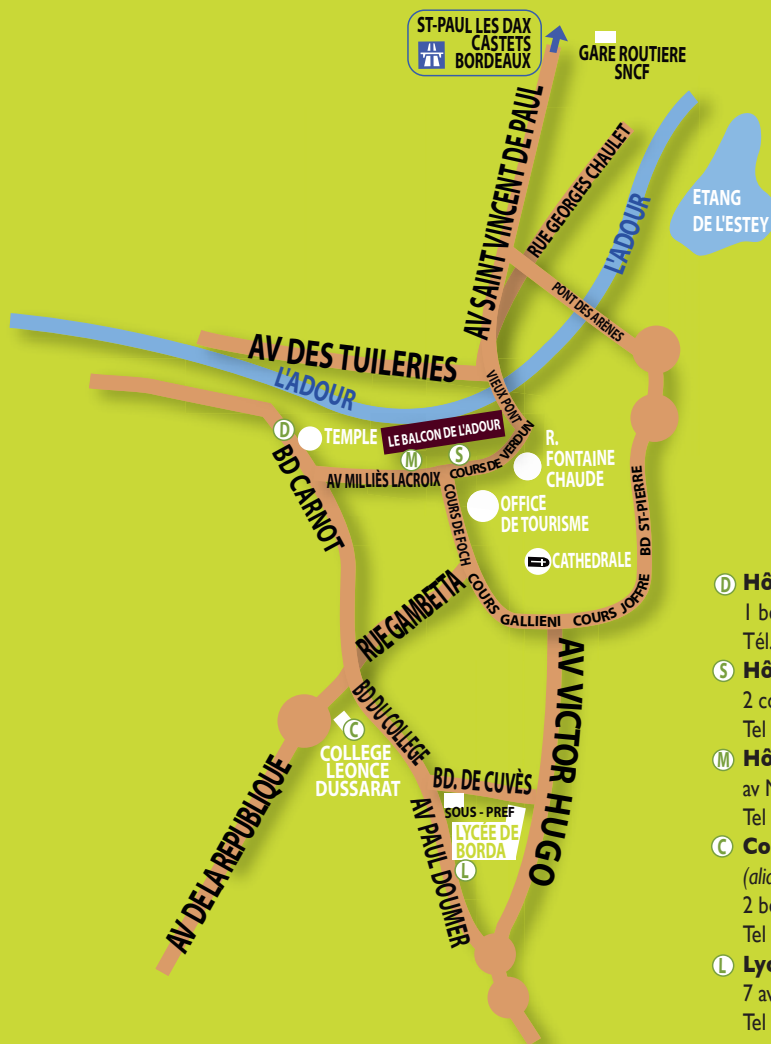 ST-PAUL LES DAX
CASTETS
BORDEAUX
GARE ROUTIERE
SNCF
AV SAINT VINCENT DE PAUL
RUE GEORGES CHAULET
L'ADOUR
ETANG
DE L'ESTEY
PONT DES ARÈNES
AV DES TUILERIES
L'ADOUR
VIEUX PONT
D
TEMPLE
LE BALCON DE L'ADOUR
M
S
COURS DE VERDUN
R.
FONTAINE
CHAUDE
BD CARNOT
AV MILLIÈS LACROIX
COURS DE FOCH
OFFICE
DE TOURISME
BD ST-PIERRE
CATHEDRALE
RUE GAMBETTA
COURS GALLIENI
COURS JOFFRE
AV VICTOR HUGO
BD DU COLLEGE
C
COLLEGE
LEONCE
DUSSARAT
BD. DE CUVÈS
SOUS - PREF
LYCÉE DE
BORDA
L
AV PAUL DOUMER
AV DE LA REPUBLIQUE
D Hô
1 b
Tél.
S Hô
2 co
Tel
M Hô
av
Tel
C Co
(alic
2 b
Tel
L Lyc
7 av
Tel